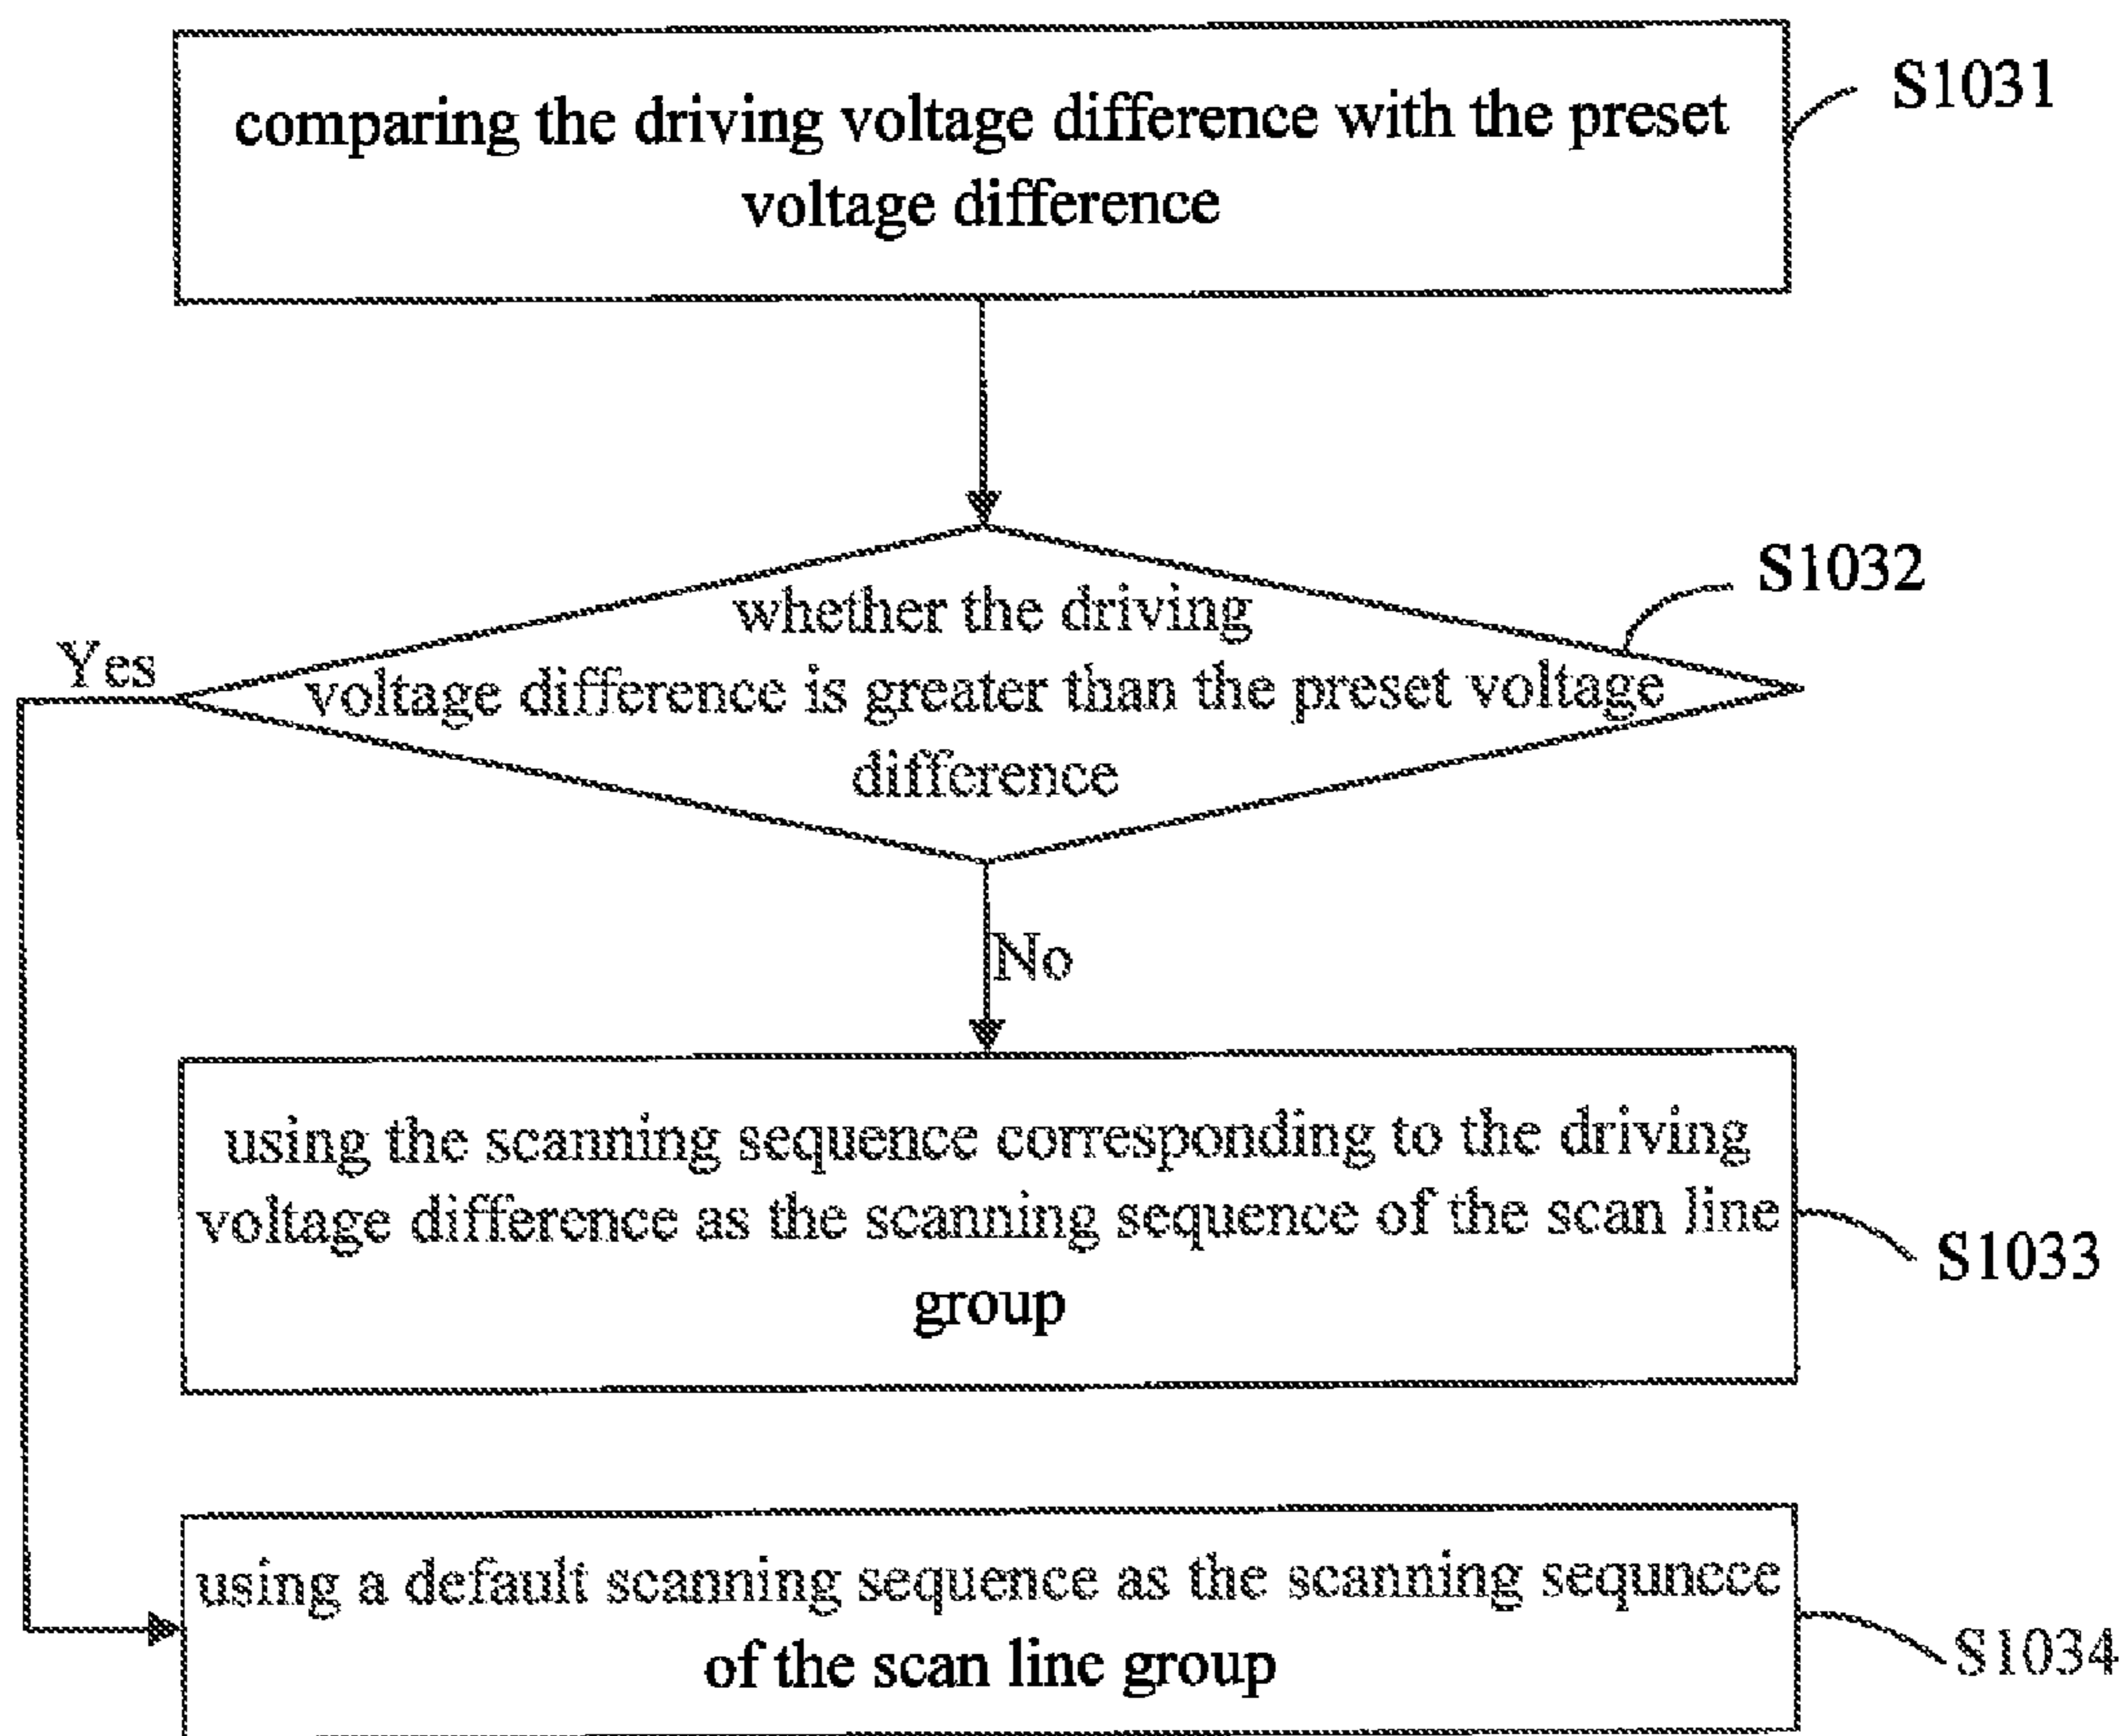 comparing the driving voltage difference with the preset
voltage difference
S1031
whether the driving
voltage difference is greater than the preset voltage
difference
S1032
Yes
No
using the scanning sequence corresponding to the driving
voltage difference as the scanning sequence of the scan line
group
S1033
using a default scanning sequence as the scanning sequncce
of the scan line group
S1034